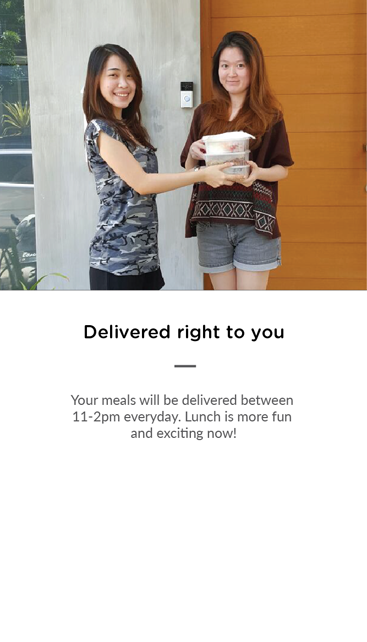 Delivered right to you
Your meals will be delivered between
11-2pm everyday. Lunch is more fun
and exciting now!